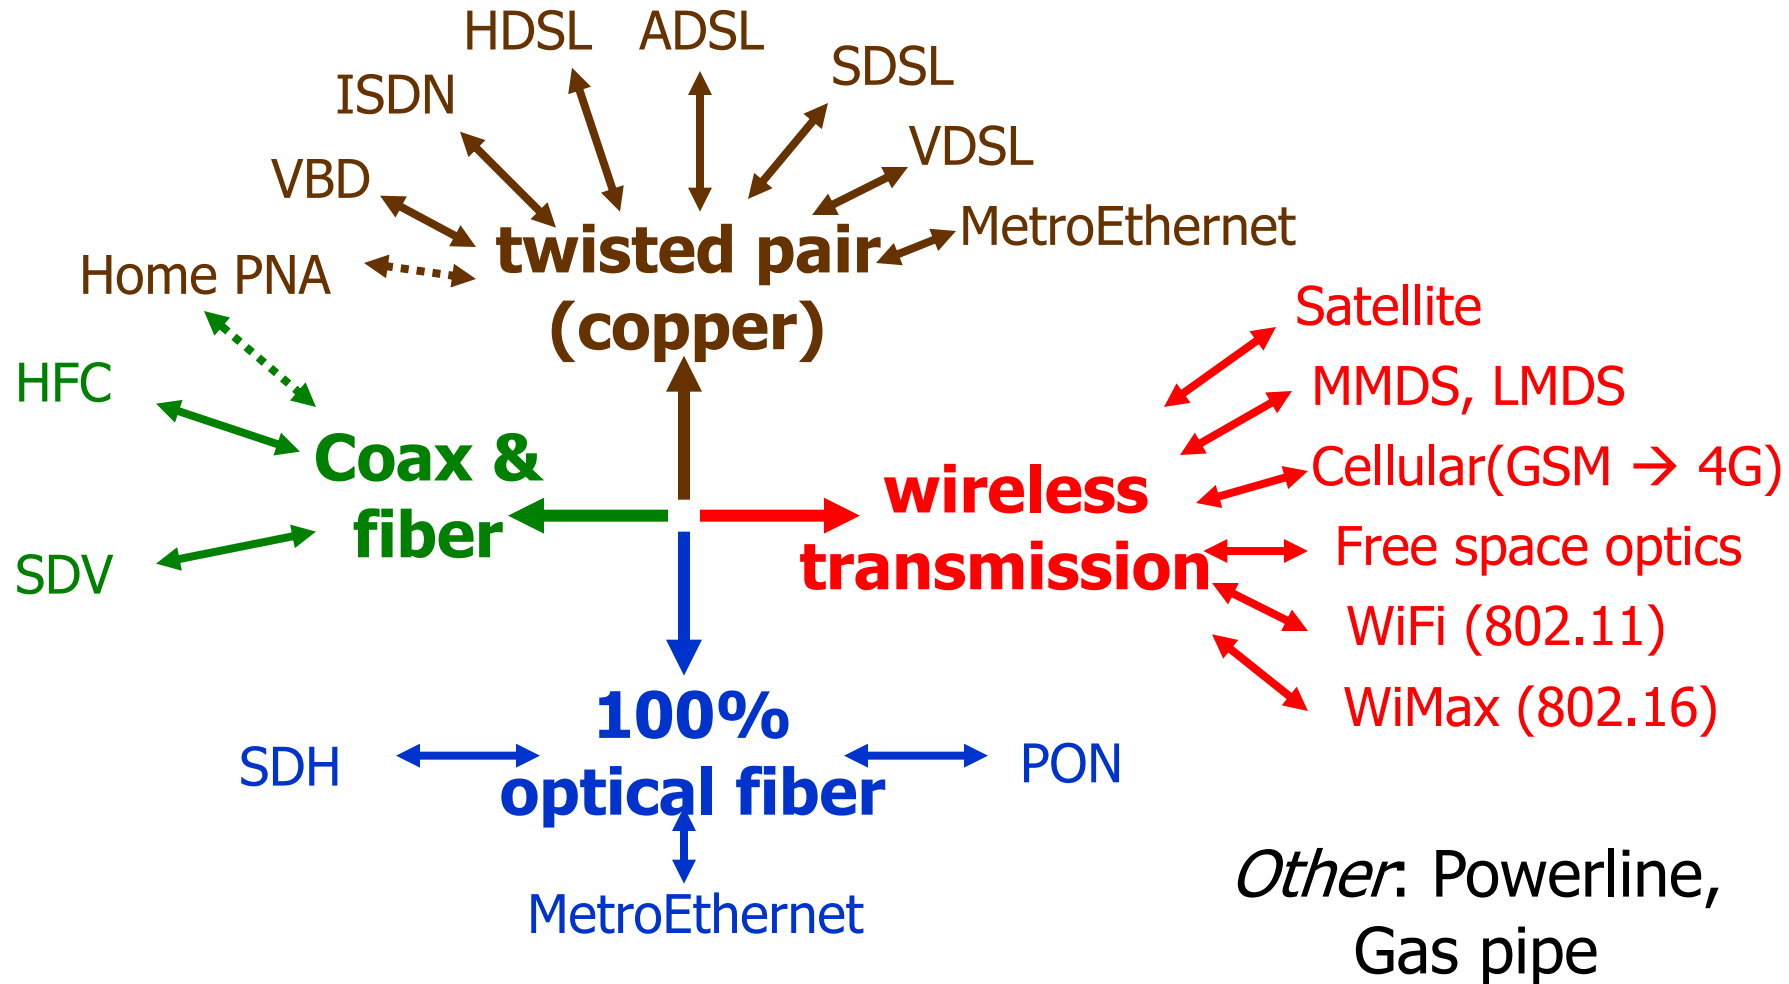 HDSL ADSL
SDSL
ISDN
VDSL
VBD
MetroEthernet
twisted pair
(copper)
Home PNA
Satellite
HFC
MMDS, LMDS
Coax &
fiber
Cellular(GSM → 4G)
wireless
transmission
Free space optics
SDV
WiFi (802.11)
WiMax (802.16)
100%
optical fiber
SDH
PON
MetroEthernet
Other: Powerline,
Gas pipe